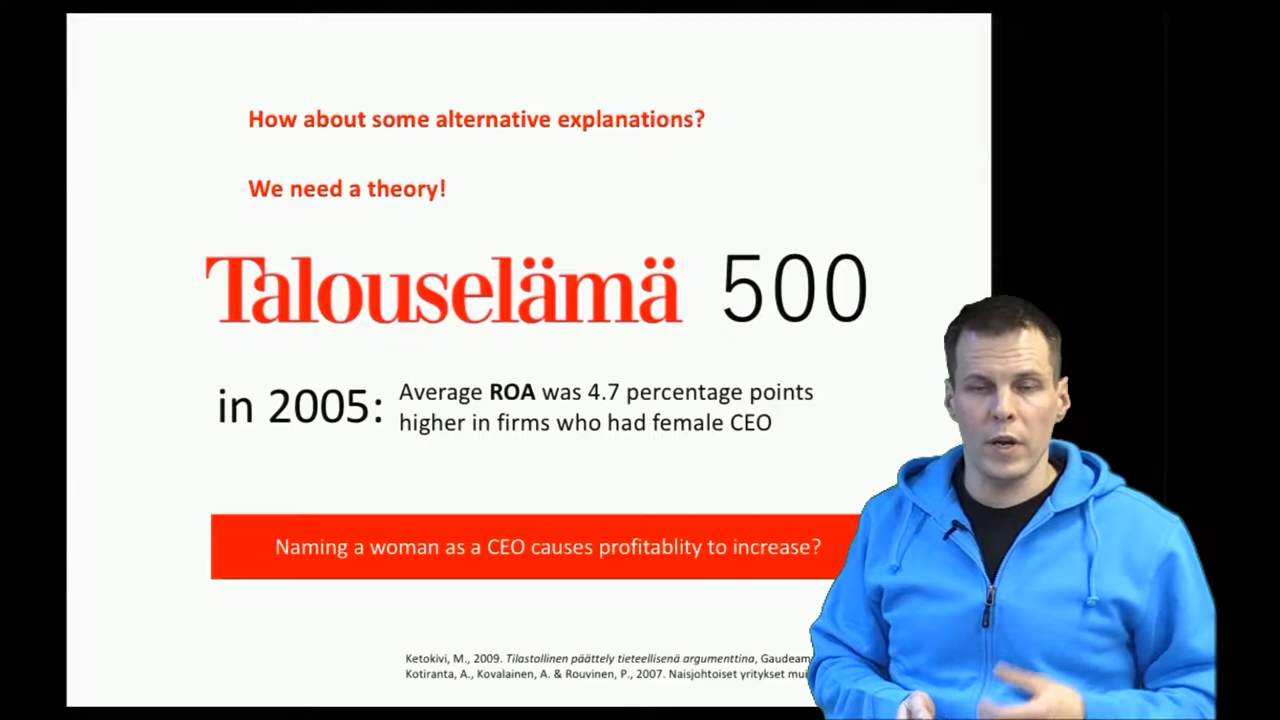 How about some alternative explanations?
We need a theory!
Talouselämä 500
in 2005: Average ROA was 4.7 percentage points
higher in firms who had female CEO
Naming a woman as a CEO causes profitablity to increase?
Ketokivi, M., 2009. Tilastollinen päättely tieteellisenä argumenttina,
Kotiranta, A., Kovalainen, A. & Rouvinen, P., 2007. Naisjohtoiset yritykset